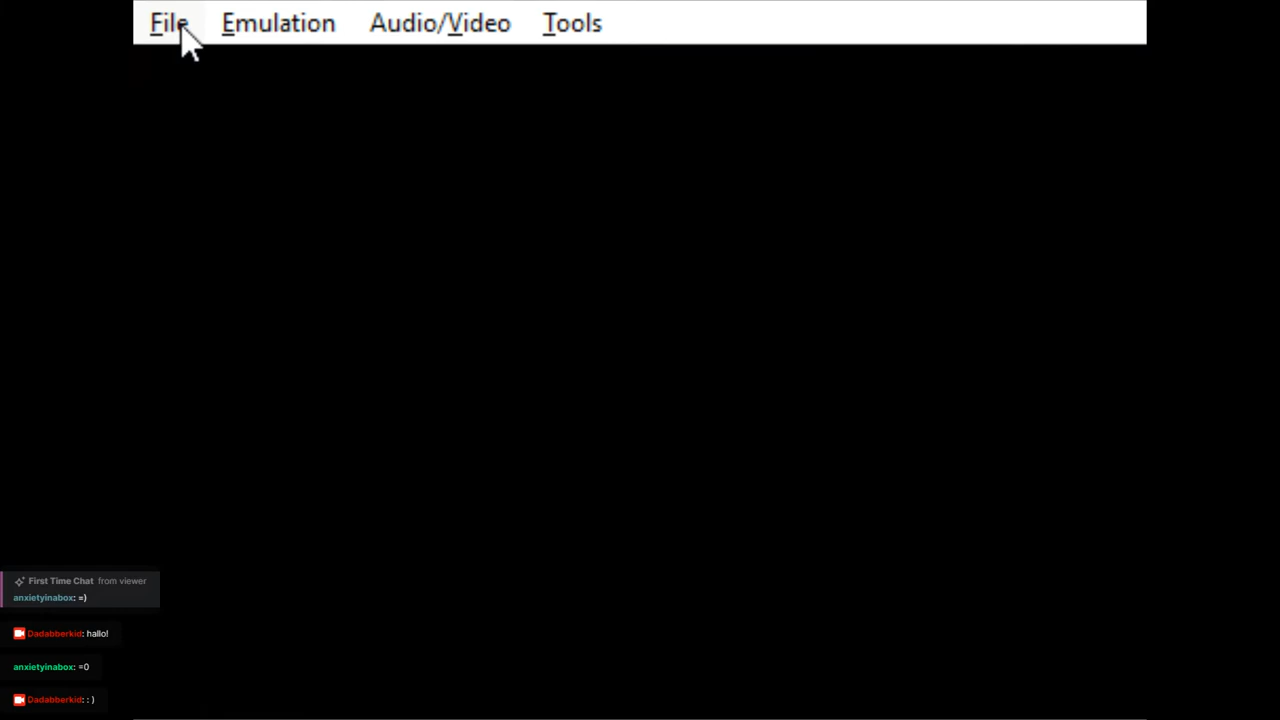 File Emulation Audio/Video Tools
First Time Chat from viewer
anxietyinabox: =)
Dadabberkid: hallo!
anxietyinabox: =0
Dadabberkid: : )